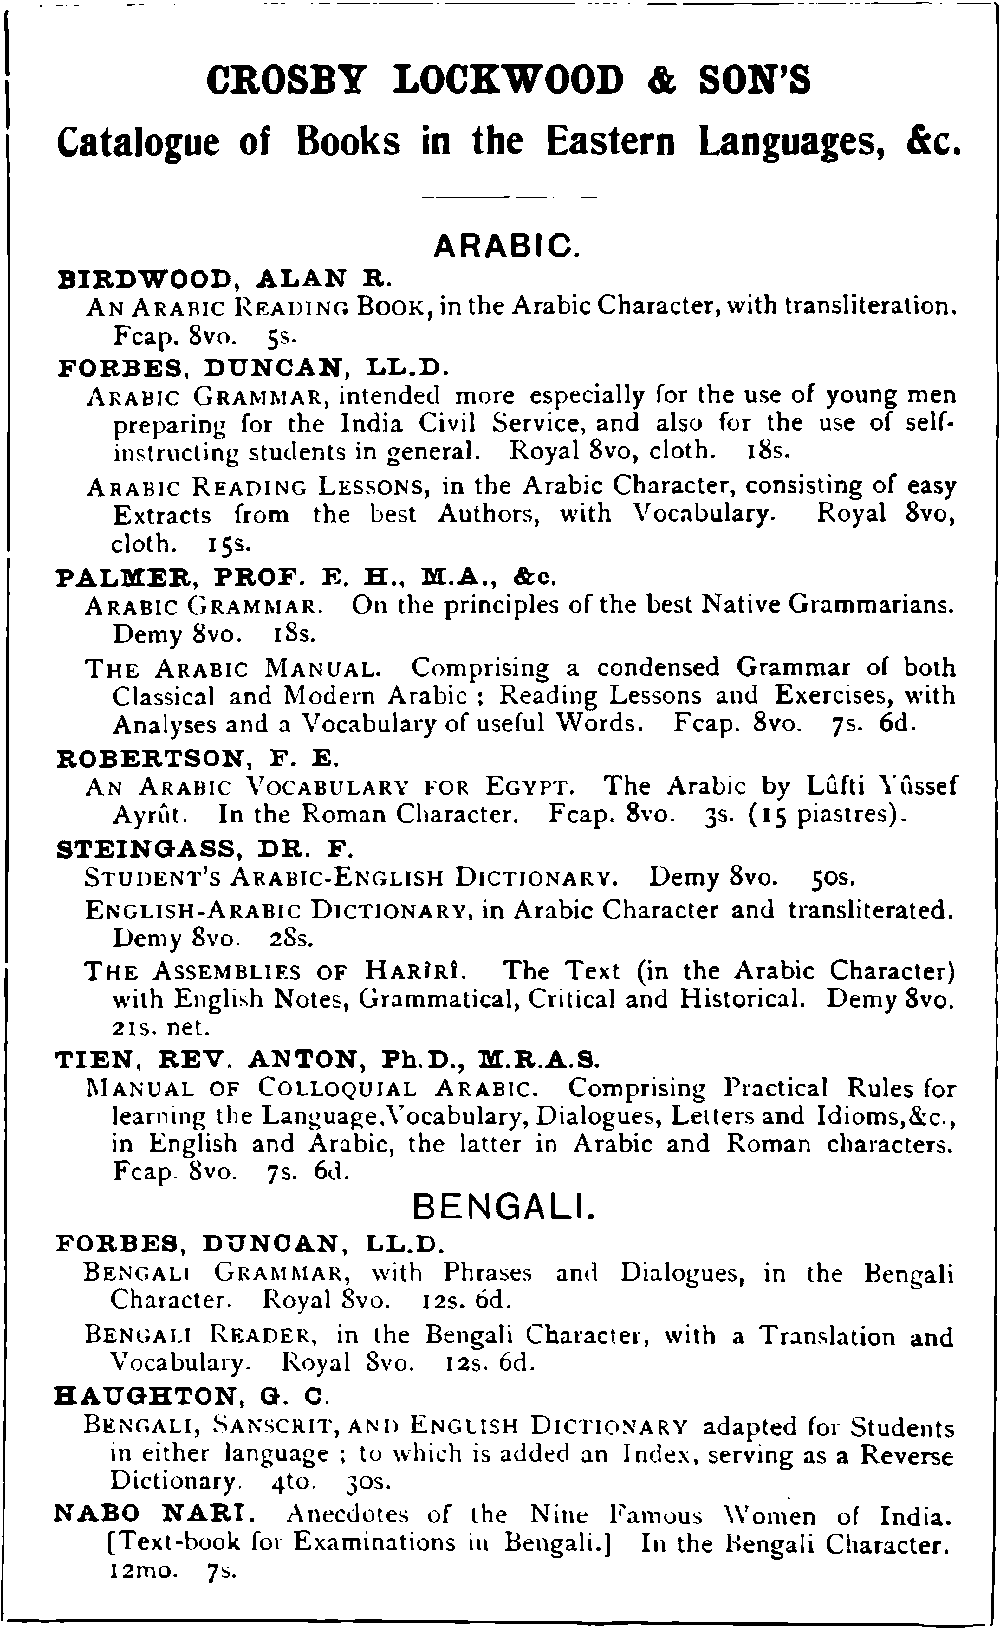 CROSBY LOCKWOOD & SON'S
Catalogue of Books in the Eastern Languages, &c.
ARABIC.
BIRDWOOD, ALAN R.
AN ARABIC READING BOOK, in the Arabic Character, with transliteration.
Fcap. 8vo. 5s.
FORBES, DUNCAN, LL.D.
ARABIC GRAMMAR, intended more especially for the use of young men
preparing for the India Civil Service, and also for the use of self-
instructing students in general. Royal 8vo, cloth. 18s.
ARABIC READING LESSONS, in the Arabic Character, consisting of easy
Extracts from the best Authors, with Vocabulary. Royal 8vo,
cloth. 15s.
PALMER, PROF. E. H., M.A., &c.
ARABIC GRAMMAR. On the principles of the best Native Grammarians.
Demy 8vo. 18s.
THE ARABIC MANUAL. Comprising a condensed Grammar of both
Classical and Modern Arabic; Reading Lessons and Exercises, with
Analyses and a Vocabulary of useful Words. Fcap. 8vo. 7s. 6d.
ROBERTSON, F. E.
AN ARABIC VOCABULARY FOR EGYPT. The Arabic by Lûfti Yûssef
Ayrût. In the Roman Character. Fcap. 8vo. 3s. (15 piastres).
STEINGASS, DR. F.
STUDENT'S ARABIC-ENGLISH DICTIONARY. Demy 8vo. 50s.
ENGLISH-ARABIC DICTIONARY, in Arabic Character and transliterated.
Demy 8vo. 28s.
THE ASSEMBLIES OF HARÎRÎ. The Text (in the Arabic Character)
with English Notes, Grammatical, Critical and Historical. Demy 8vo.
21s. net.
TIEN, REV. ANTON, Ph.D., M.R.A.S.
MANUAL OF COLLOQUIAL ARABIC. Comprising Practical Rules for
learning the Language, Vocabulary, Dialogues, Letters and Idioms, &c.,
in English and Arabic, the latter in Arabic and Roman characters.
Fcap. 8vo. 7s. 6d.
BENGALI.
FORBES, DUNCAN, LL.D.
BENGALI GRAMMAR, with Phrases and Dialogues, in the Bengali
Character. Royal 8vo. 12s. 6d.
BENGALI READER, in the Bengali Character, with a Translation and
Vocabulary. Royal 8vo. 12s. 6d.
HAUGHTON, G. C.
BENGALI, SANSCRIT, AND ENGLISH DICTIONARY adapted for Students
in either language; to which is added an Index, serving as a Reverse
Dictionary. 4to. 30s.
NABO NARI. Anecdotes of the Nine Famous Women of India.
[Text-book for Examinations in Bengali.] In the Bengali Character.
12mo. 7s.